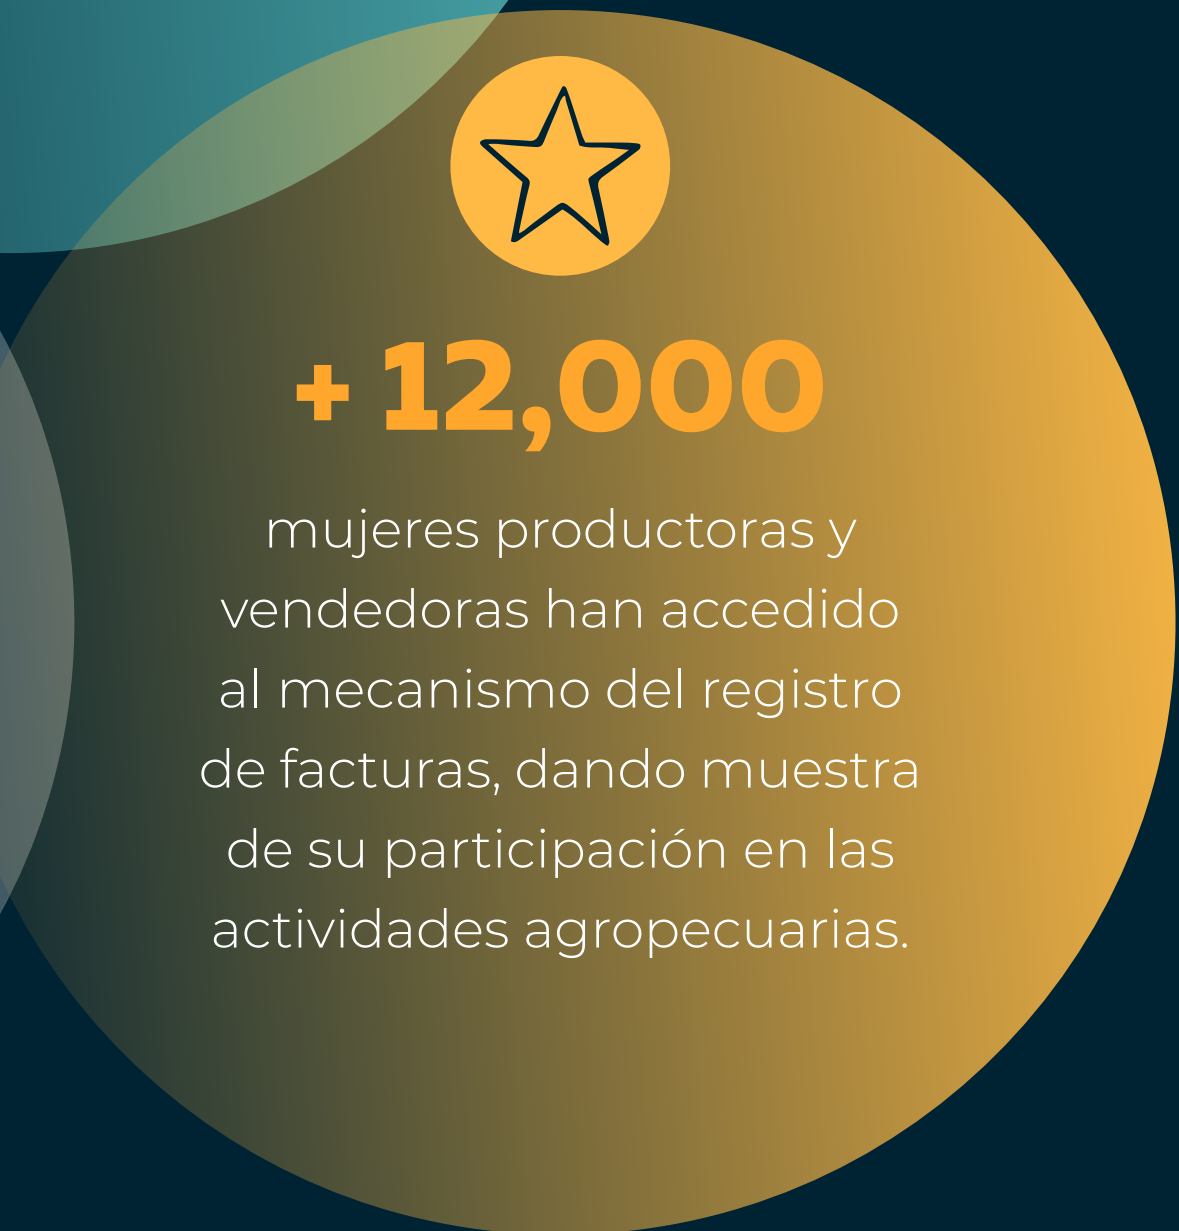 + 12,000
mujeres productoras y
vendedoras han accedido
al mecanismo del registro
de facturas, dando muestra
de su participación en las
actividades agropecuarias.